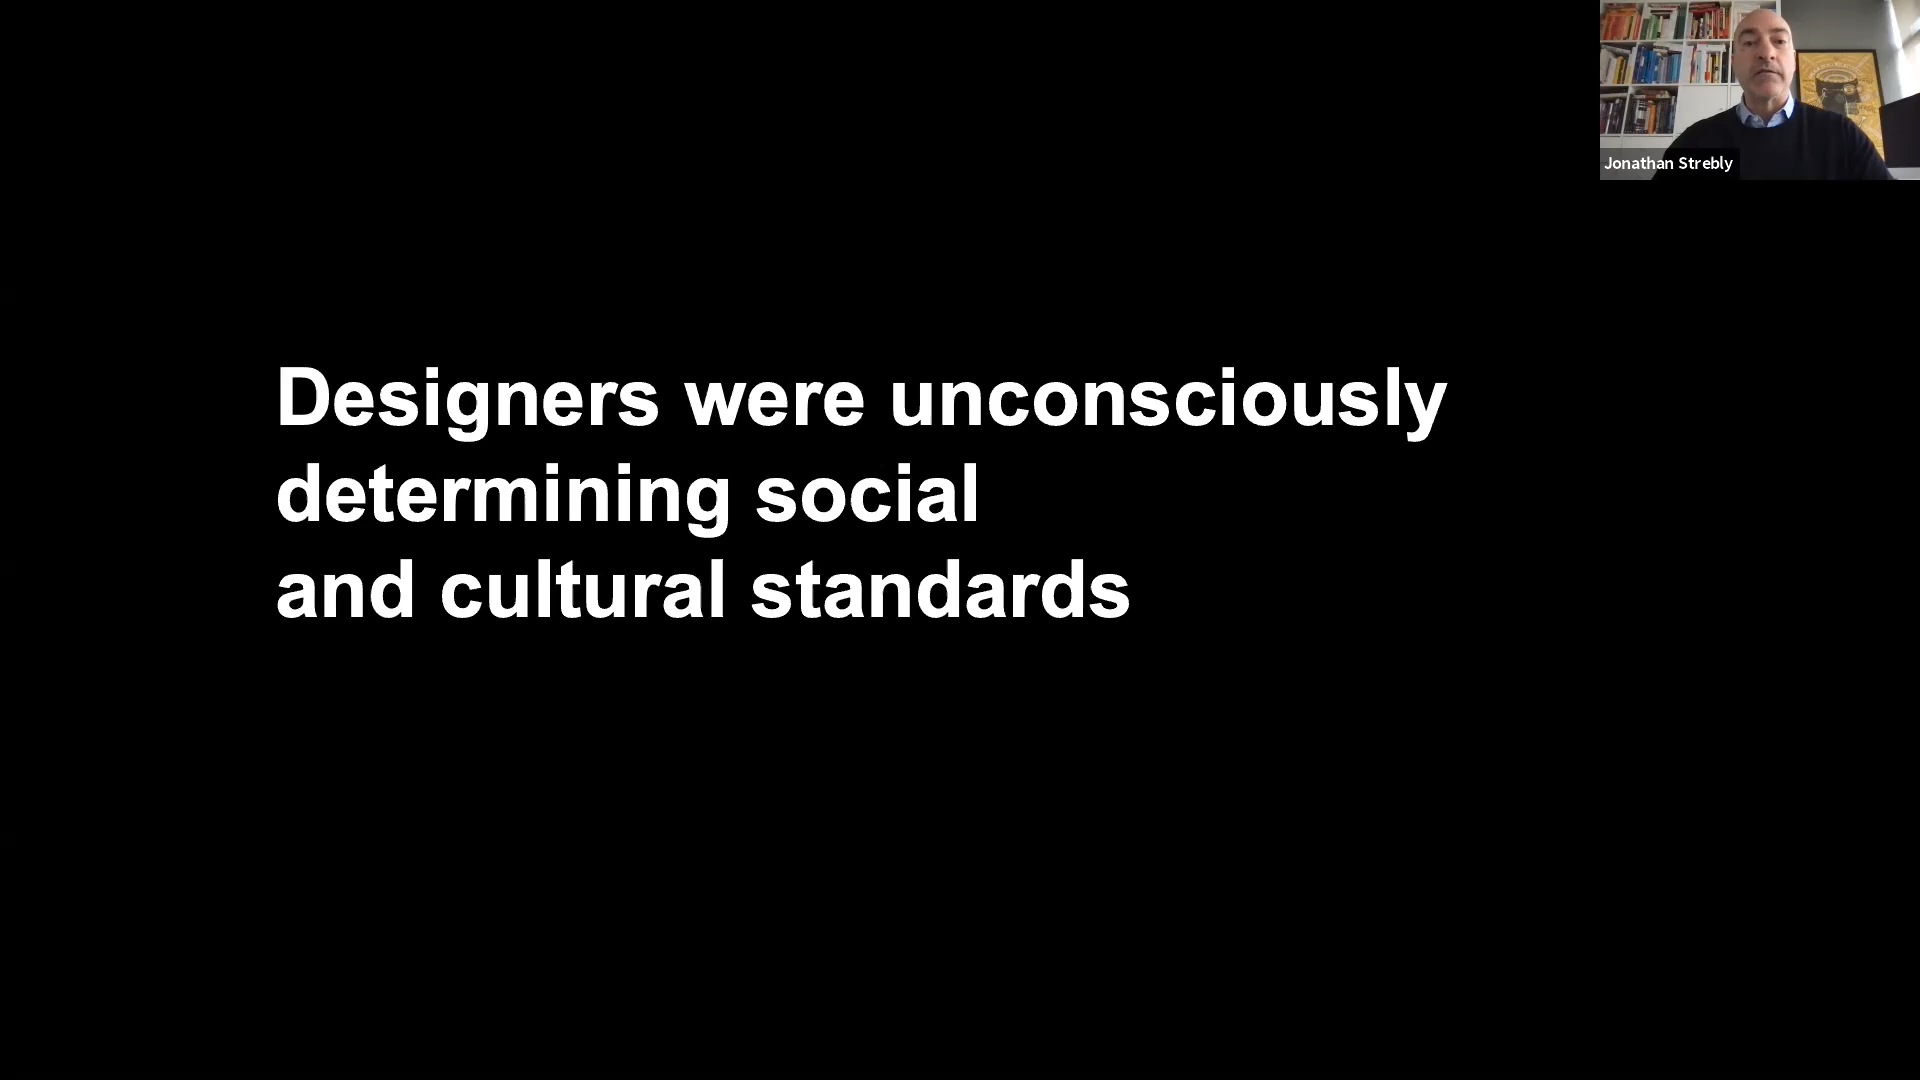 Designers were unconsciously
determining social
and cultural standards
Jonathan Strebly